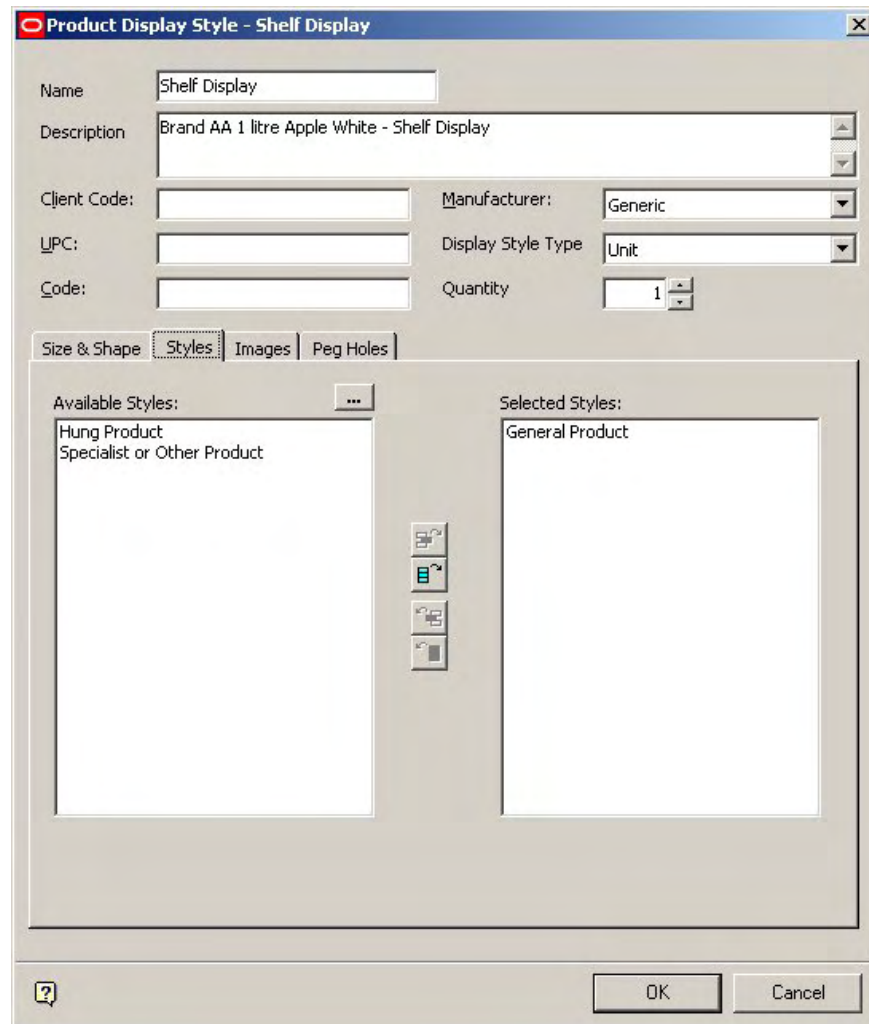 Product Display Style - Shelf Display
Name Shelf Display
Description Brand AA 1 litre Apple White - Shelf Display
Client Code: Manufacturer: Generic
UPC: Display Style Type Unit
Code: Quantity 1
Size & Shape Styles Images Peg Holes
Available Styles: ... Selected Styles:
Hung Product General Product
Specialist or Other Product
? OK Cancel